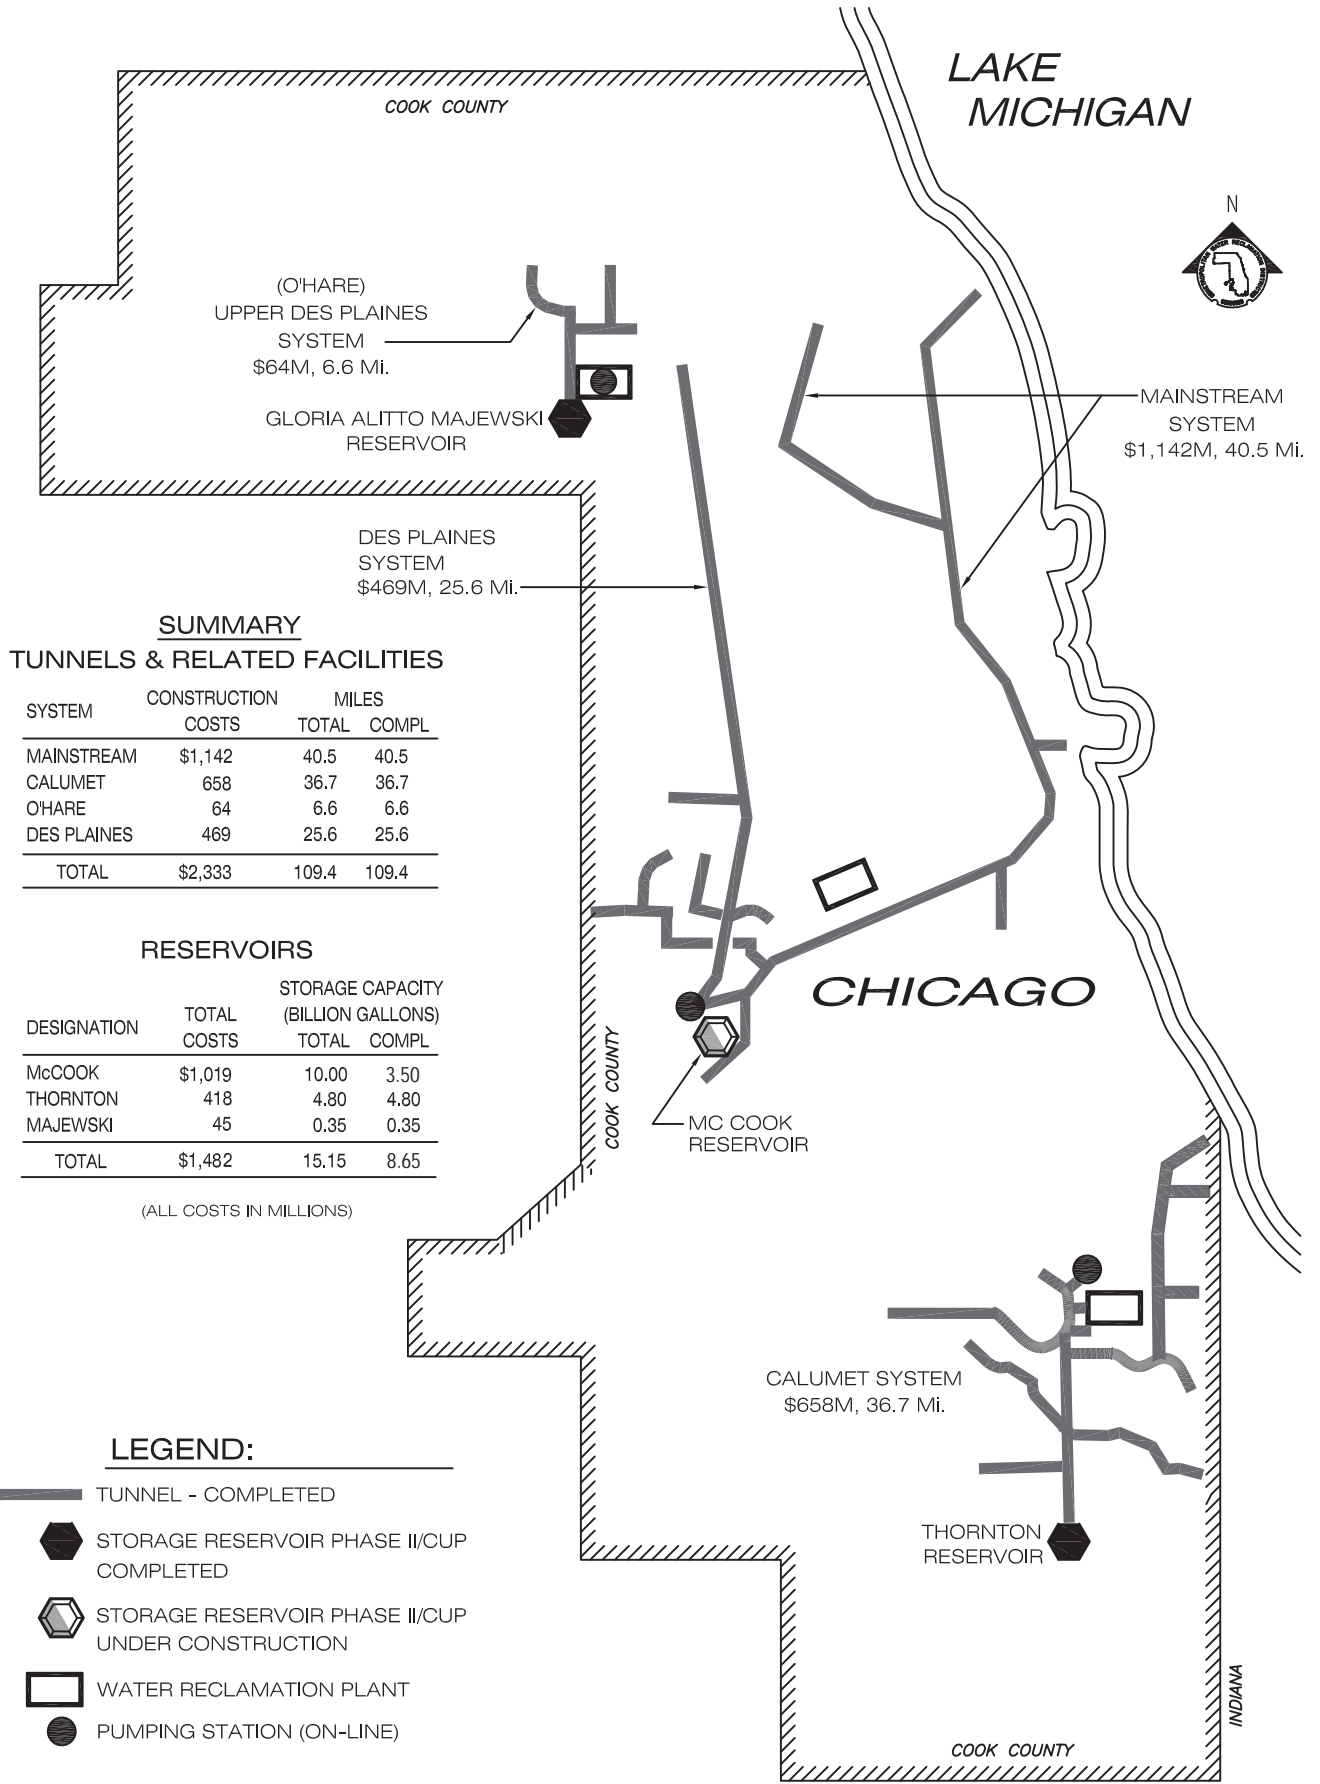 LAKE
MICHIGAN
COOK COUNTY
N
(O'HARE)
UPPER DES PLAINES
SYSTEM
$64M, 6.6 Mi.
GLORIA ALITTO MAJEWSKI
RESERVOIR
MAINSTREAM
SYSTEM
$1,142M, 40.5 Mi.
DES PLAINES
SYSTEM
$469M, 25.6 Mi.
SUMMARY
TUNNELS & RELATED FACILITIES
SYSTEM CONSTRUCTION COSTS MILES
TOTAL COMPL
MAINSTREAM $1,142 40.5 40.5
CALUMET 658 36.7 36.7
O'HARE 64 6.6 6.6
DES PLAINES 469 25.6 25.6
TOTAL $2,333 109.4 109.4
RESERVOIRS
DESIGNATION TOTAL COSTS STORAGE CAPACITY
(BILLION GALLONS)
TOTAL COMPL
McCOOK $1,019 10.00 3.50
THORNTON 418 4.80 4.80
MAJEWSKI 45 0.35 0.35
TOTAL $1,482 15.15 8.65
(ALL COSTS IN MILLIONS)
CHICAGO
COOK COUNTY
MC COOK
RESERVOIR
CALUMET SYSTEM
$658M, 36.7 Mi.
THORNTON
RESERVOIR
LEGEND:
TUNNEL - COMPLETED
STORAGE RESERVOIR PHASE II/CUP
COMPLETED
STORAGE RESERVOIR PHASE II/CUP
UNDER CONSTRUCTION
WATER RECLAMATION PLANT
PUMPING STATION (ON-LINE)
INDIANA
COOK COUNTY